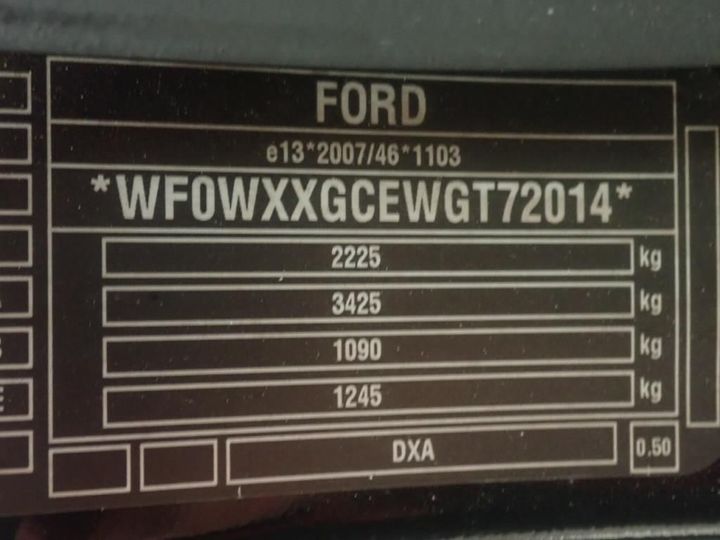 FORD
e13*2007/46*1103
*WF0WXXGCEWGT72014*
2225 kg
3425 kg
1090 kg
1245 kg
DXA 0.50